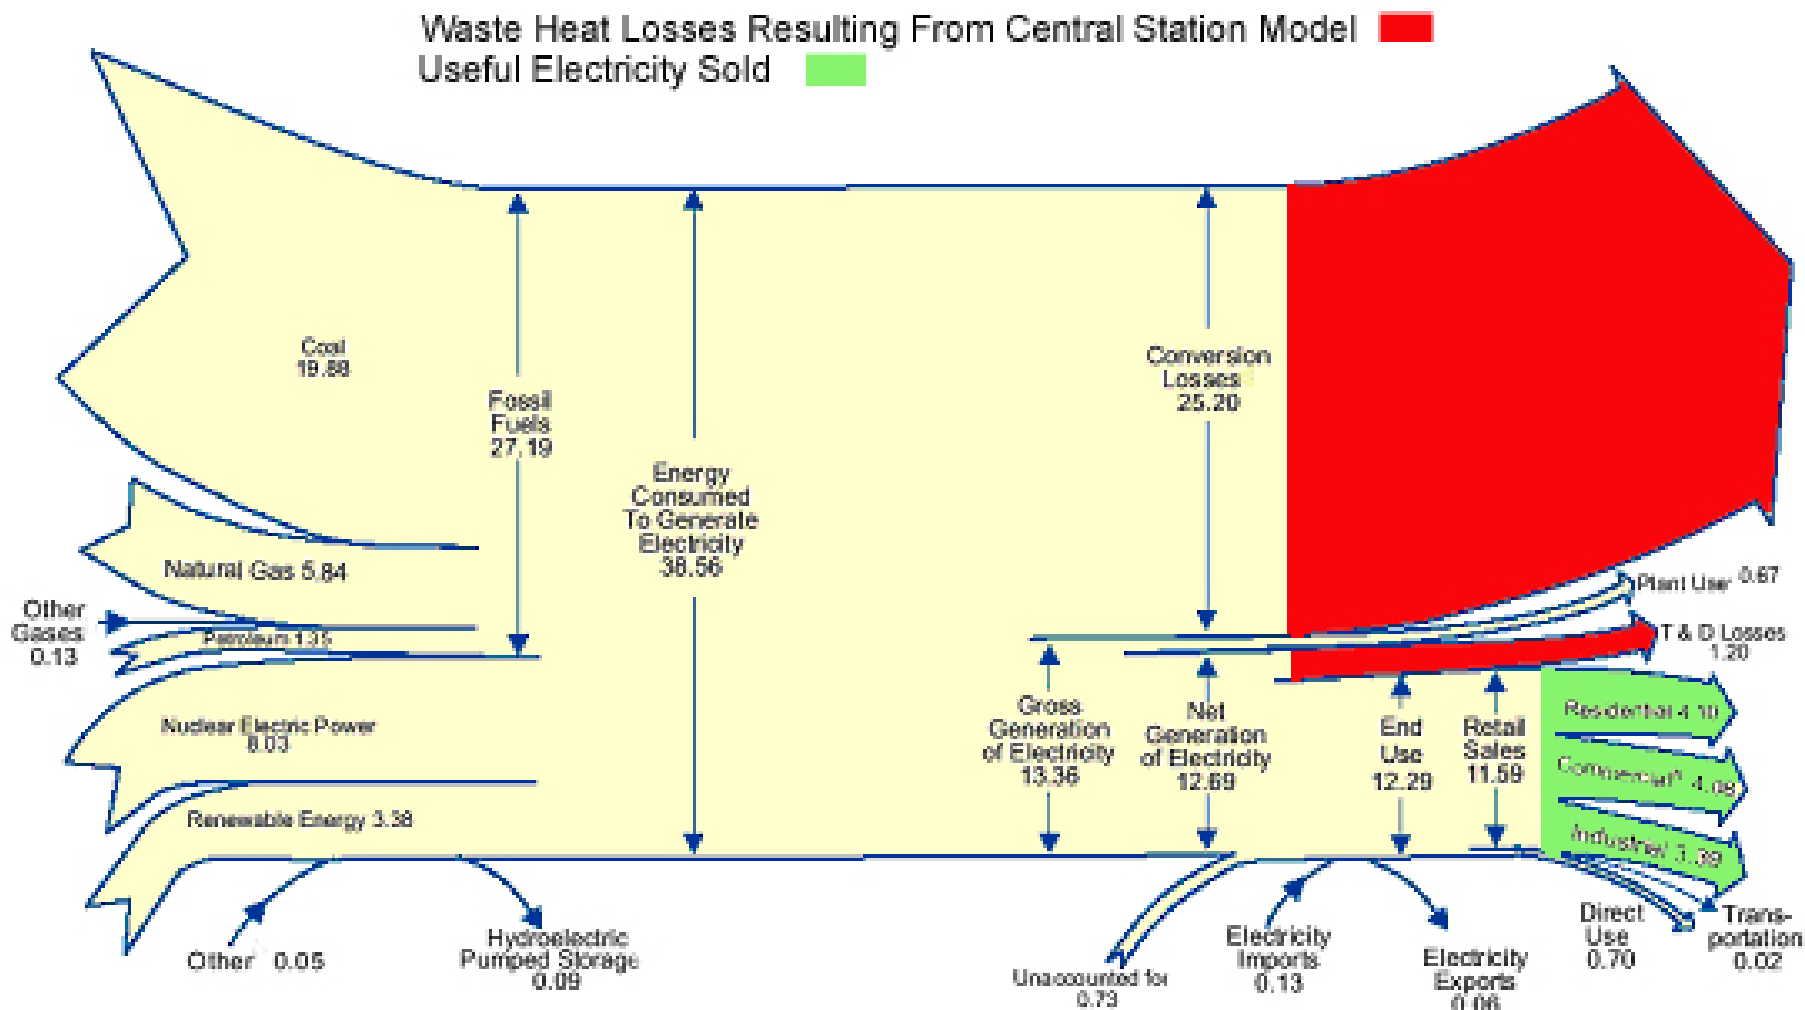 Waste Heat Losses Resulting From Central Station Model
Useful Electricity Sold
Coal
19.88
Fossil
Fuels
27.19
Energy
Consumed
To Generate
Electricity
38.56
Conversion
Losses
25.20
Natural Gas 5.84
Other
Gases
0.13
Petroleum 1.35
Nuclear Electric Power
8.03
Renewable Energy 3.38
Other 0.05
Hydroelectric
Pumped Storage
0.09
Gross
Generation
of Electricity
13.36
Net
Generation
of Electricity
12.69
End
Use
12.29
Retail
Sales
11.59
Plant Use 0.67
T & D Losses
1.20
Residential 4.10
Commercial 4.08
Industrial 3.39
Unaccounted for
0.73
Electricity
Imports
0.13
Electricity
Exports
0.06
Direct
Use
0.70
Trans-
portation
0.02